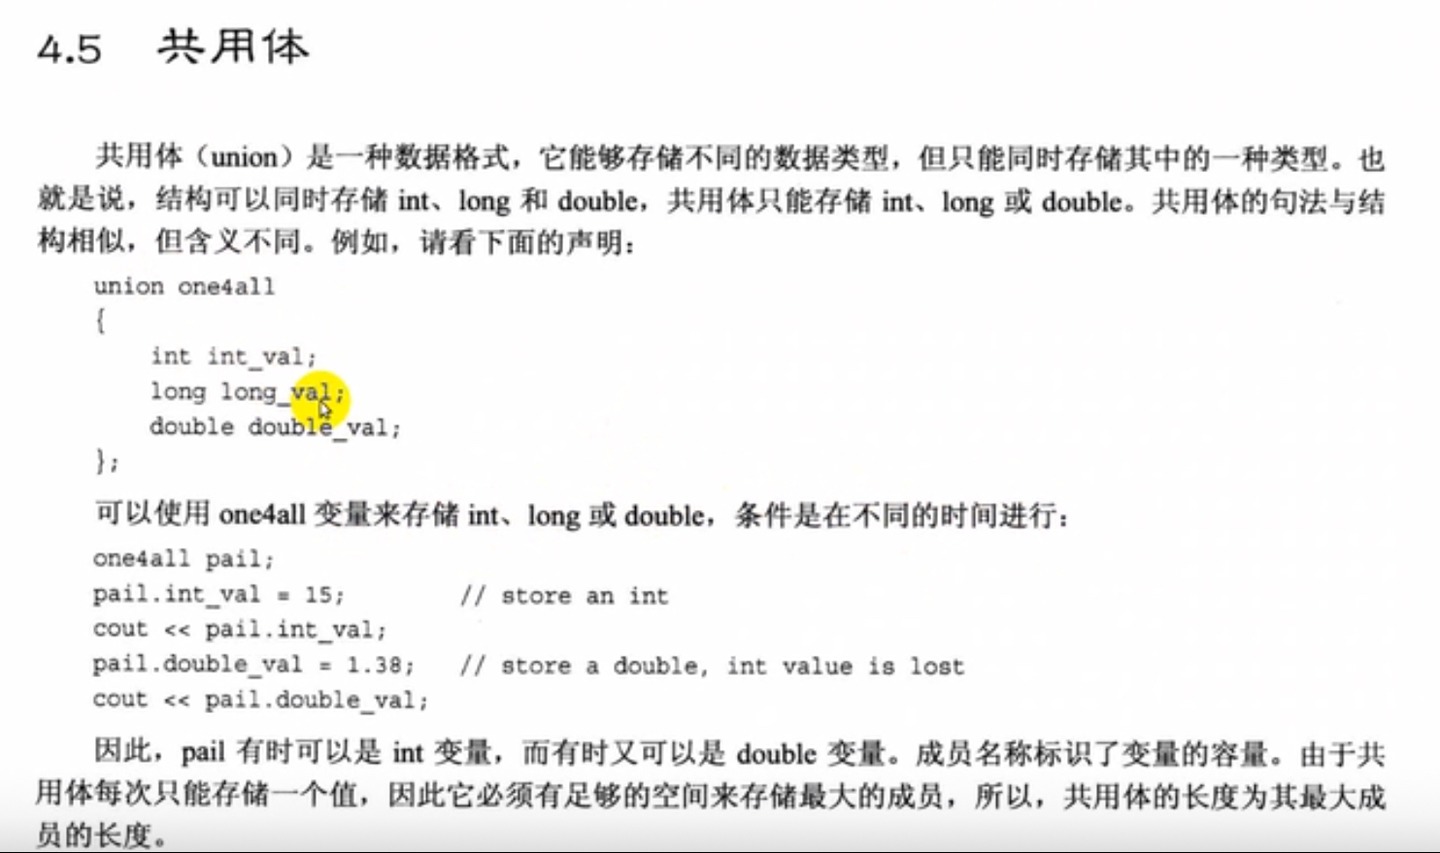 4.5 共用体
共用体（union）是一种数据格式，它能够存储不同的数据类型，但只能同时存储其中的一种类型。也
就是说，结构可以同时存储 int、long 和 double，共用体只能存储 int、long 或 double。共用体的句法与结
构相似，但含义不同。例如，请看下面的声明：
union one4all
{
    int int_val;
    long long_val;
    double double_val;
};
可以使用 one4all 变量来存储 int、long 或 double，条件是在不同的时间进行：
one4all pail;
pail.int_val = 15;        // store an int
cout << pail.int_val;
pail.double_val = 1.38;   // store a double, int value is lost
cout << pail.double_val;
因此，pail 有时可以是 int 变量，而有时又可以是 double 变量。成员名称标识了变量的容量。由于共
用体每次只能存储一个值，因此它必须有足够的空间来存储最大的成员，所以，共用体的长度为其最大成
员的长度。